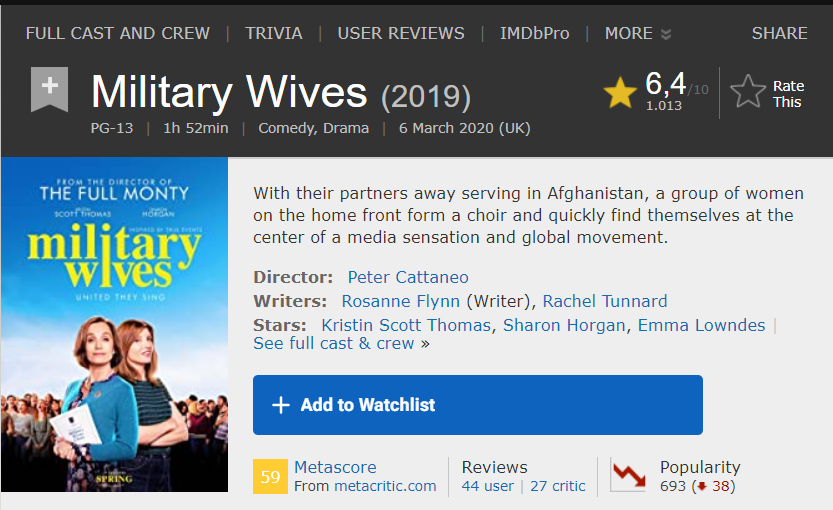 FULL CAST AND CREW | TRIVIA | USER REVIEWS | IMDbPro | MORE SHARE
Military Wives (2019)
6,4/10
1.013
Rate
This
PG-13 | 1h 52min | Comedy, Drama | 6 March 2020 (UK)
FROM THE DIRECTOR OF
THE FULL MONTY
SCOTT THOMAS HORGAN
INSPIRED BY TRUE EVENTS
military
wives
UNITED THEY SING
SPRING
With their partners away serving in Afghanistan, a group of women
on the home front form a choir and quickly find themselves at the
center of a media sensation and global movement.
Director: Peter Cattaneo
Writers: Rosanne Flynn (Writer), Rachel Tunnard
Stars: Kristin Scott Thomas, Sharon Horgan, Emma Lowndes |
See full cast & crew »
+ Add to Watchlist
59 Metascore
From metacritic.com
Reviews
44 user | 27 critic
Popularity
693 (38)